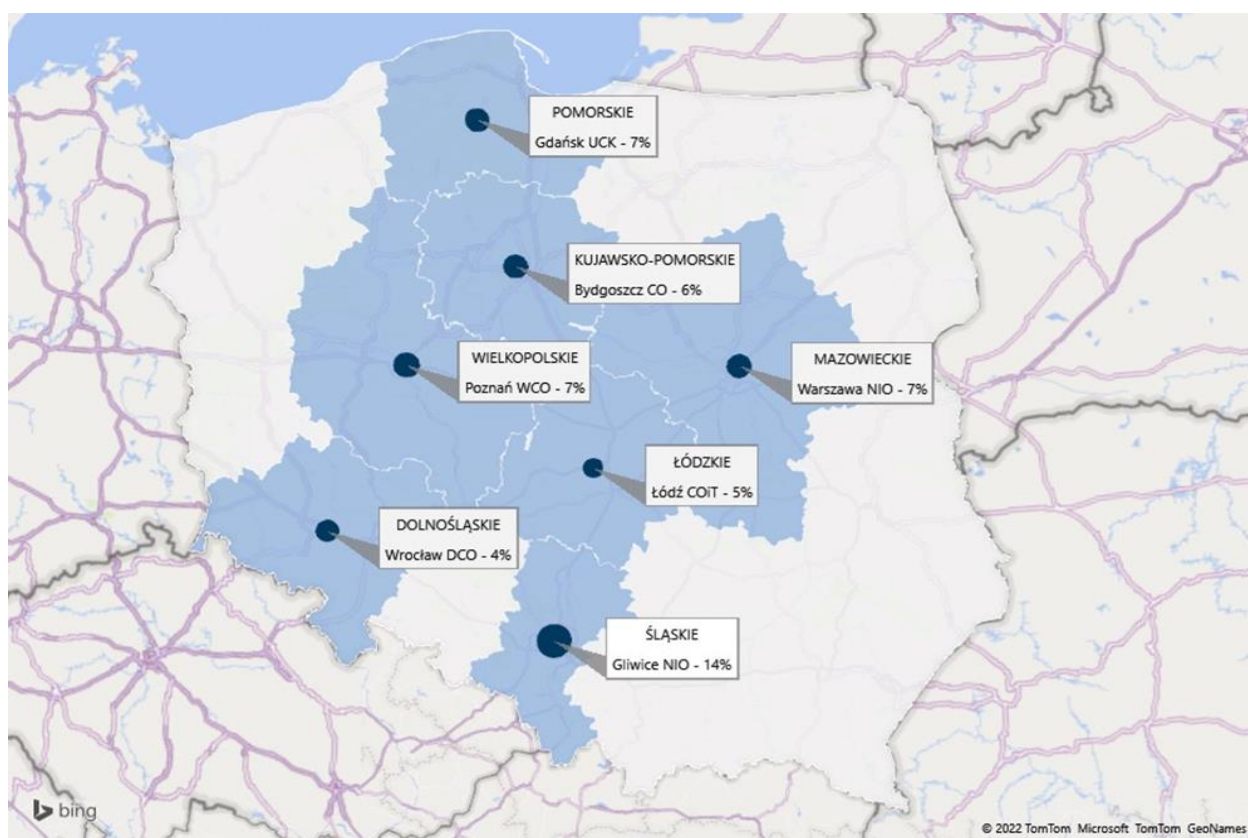 POMORSKIE
Gdańsk UCK - 7%
KUJAWSKO-POMORSKIE
Bydgoszcz CO - 6%
WIELKOPOLSKIE
Poznań WCO - 7%
MAZOWIECKIE
Warszawa NIO - 7%
ŁÓDZKIE
Łódź COiT - 5%
DOLNOŚLĄSKIE
Wrocław DCO - 4%
ŚLĄSKIE
Gliwice NIO - 14%
bing
© 2022 TomTom Microsoft TomTom GeoNames